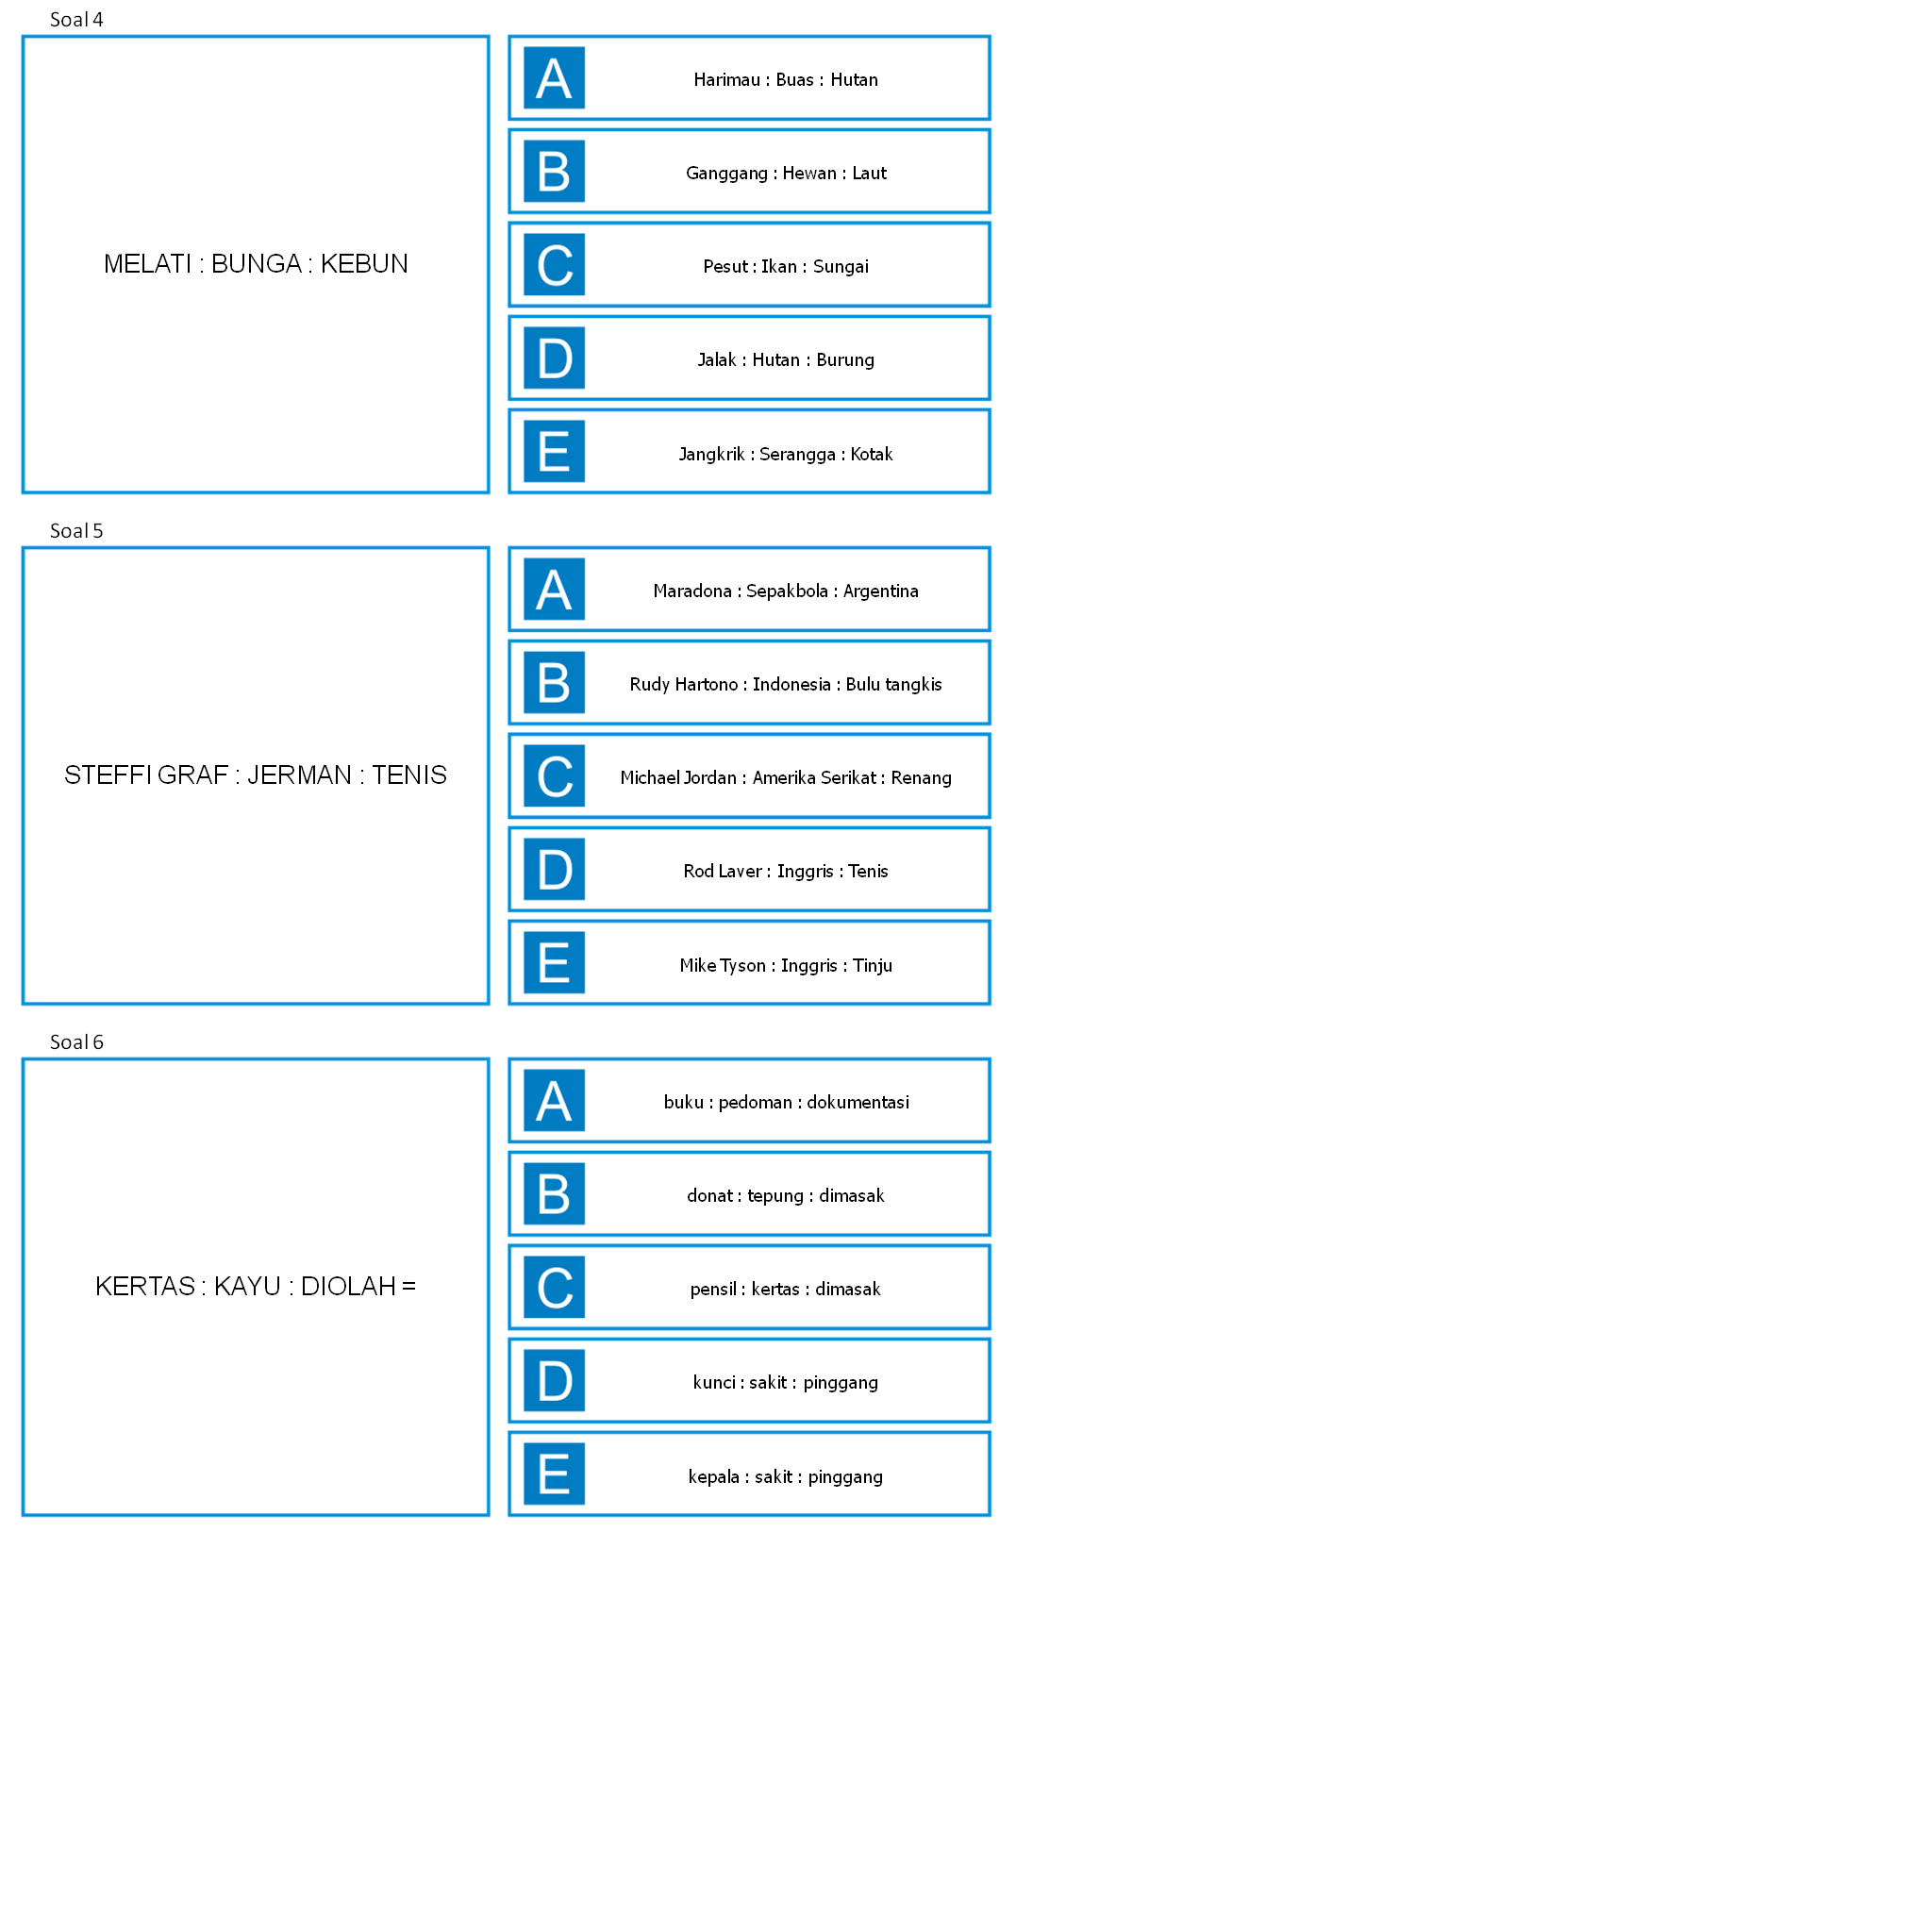 Soal 4
MELATI : BUNGA : KEBUN
A Harimau : Buas : Hutan
B Ganggang : Hewan : Laut
C Pesut : Ikan : Sungai
D Jalak : Hutan : Burung
E Jangkrik : Serangga : Kotak
Soal 5
STEFFI GRAF : JERMAN : TENIS
A Maradona : Sepakbola : Argentina
B Rudy Hartono : Indonesia : Bulu tangkis
C Michael Jordan : Amerika Serikat : Renang
D Rod Laver : Inggris : Tenis
E Mike Tyson : Inggris : Tinju
Soal 6
KERTAS : KAYU : DIOLAH =
A buku : pedoman : dokumentasi
B donat : tepung : dimasak
C pensil : kertas : dimasak
D kunci : sakit : pinggang
E kepala : sakit : pinggang